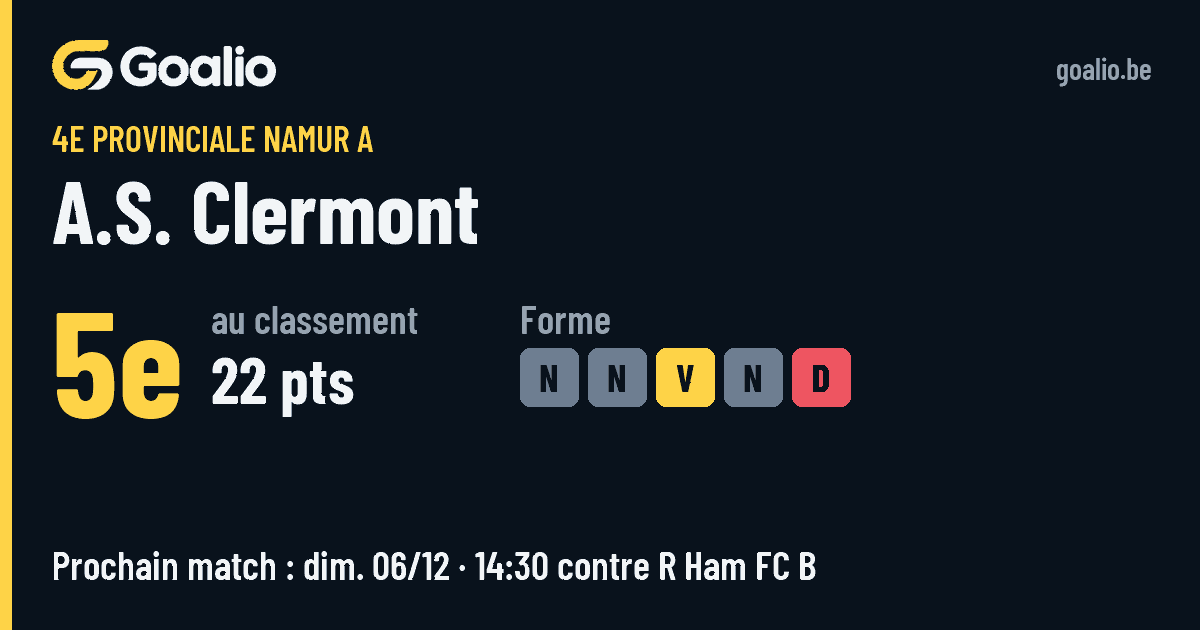 Goalio
goalio.be
4E PROVINCIALE NAMUR A
A.S. Clermont
5e
au classement
22 pts
Forme
N N V N D
Prochain match : dim. 06/12 · 14:30 contre R Ham FC B